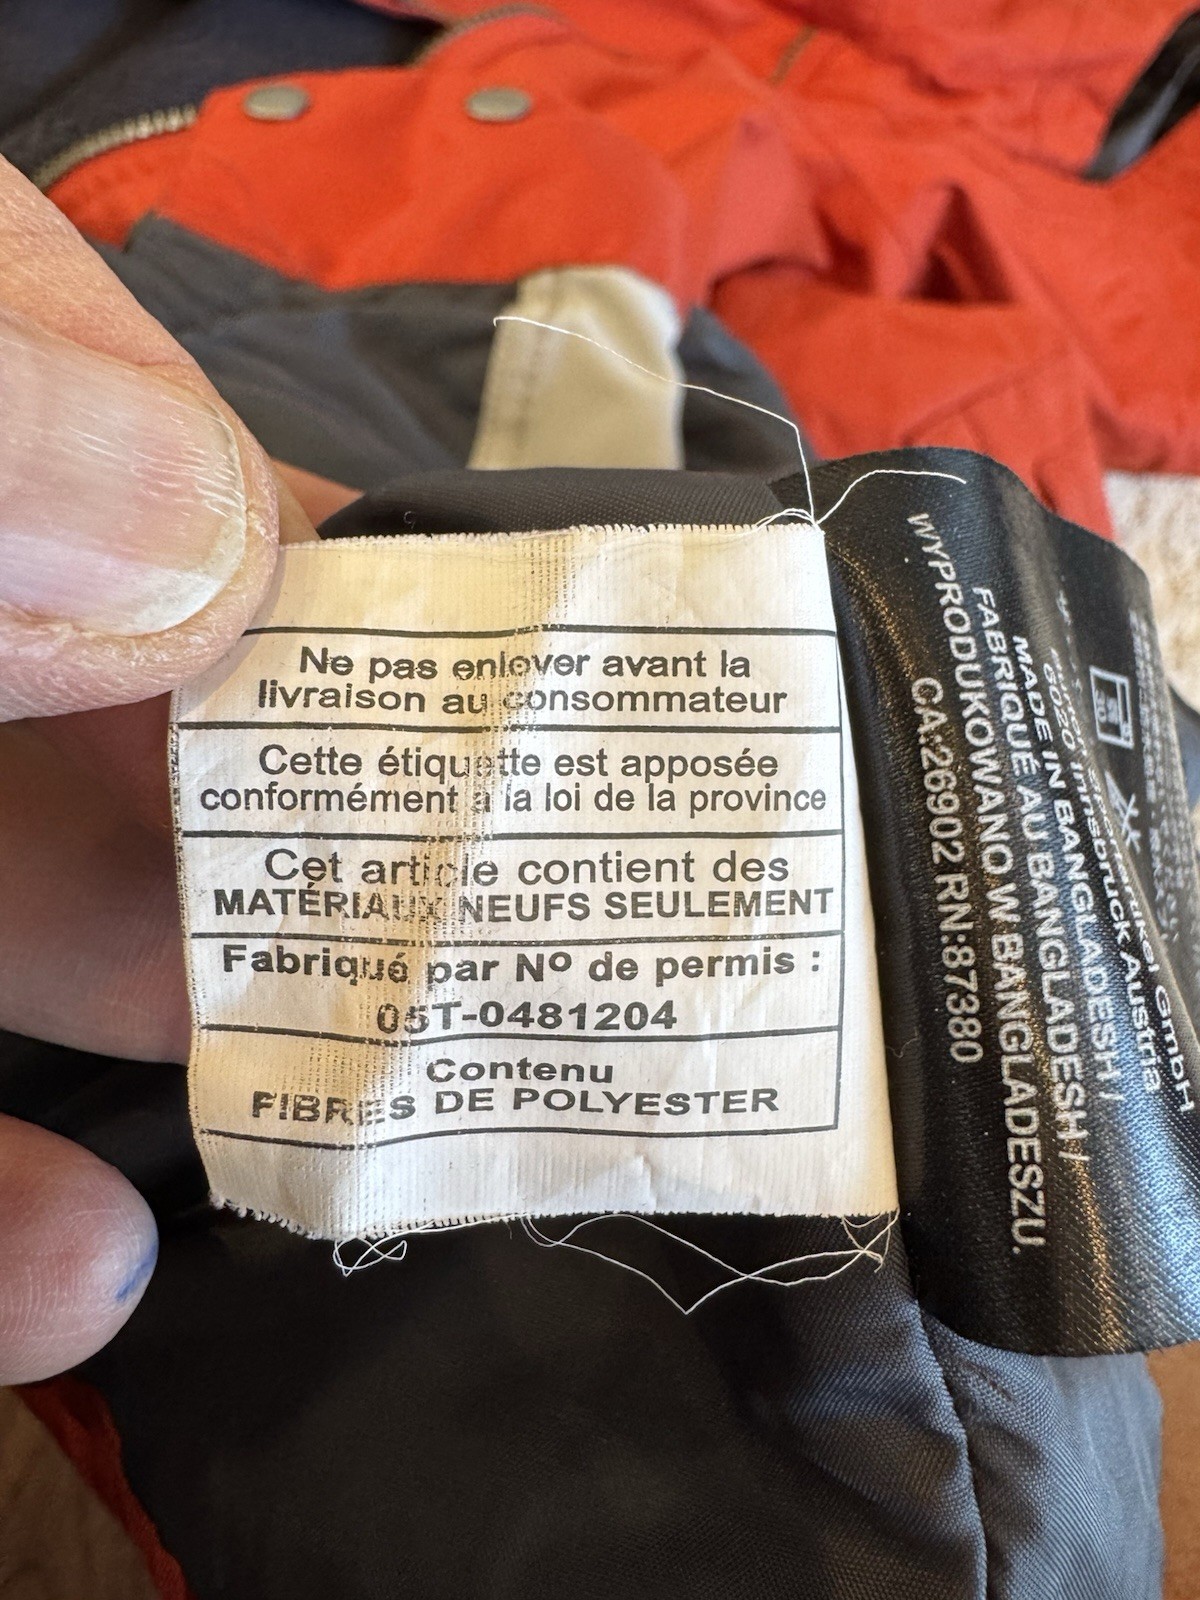 Ne pas enlever avant la
livraison au consommateur
Cette étiquette est apposée
conformément à la loi de la province
Cet article contient des
MATÉRIAUX NEUFS SEULEMENT
Fabriqué par Nº de permis :
05T-0481204
Contenu
FIBRES DE POLYESTER
GmbH
6020 Innsbruck Austria
MADE IN BANGLADESH /
FABRIQUE AU BANGLADESH /
WYPRODUKOWANO W BANGLADESZU.
CA:26902 RN:87380